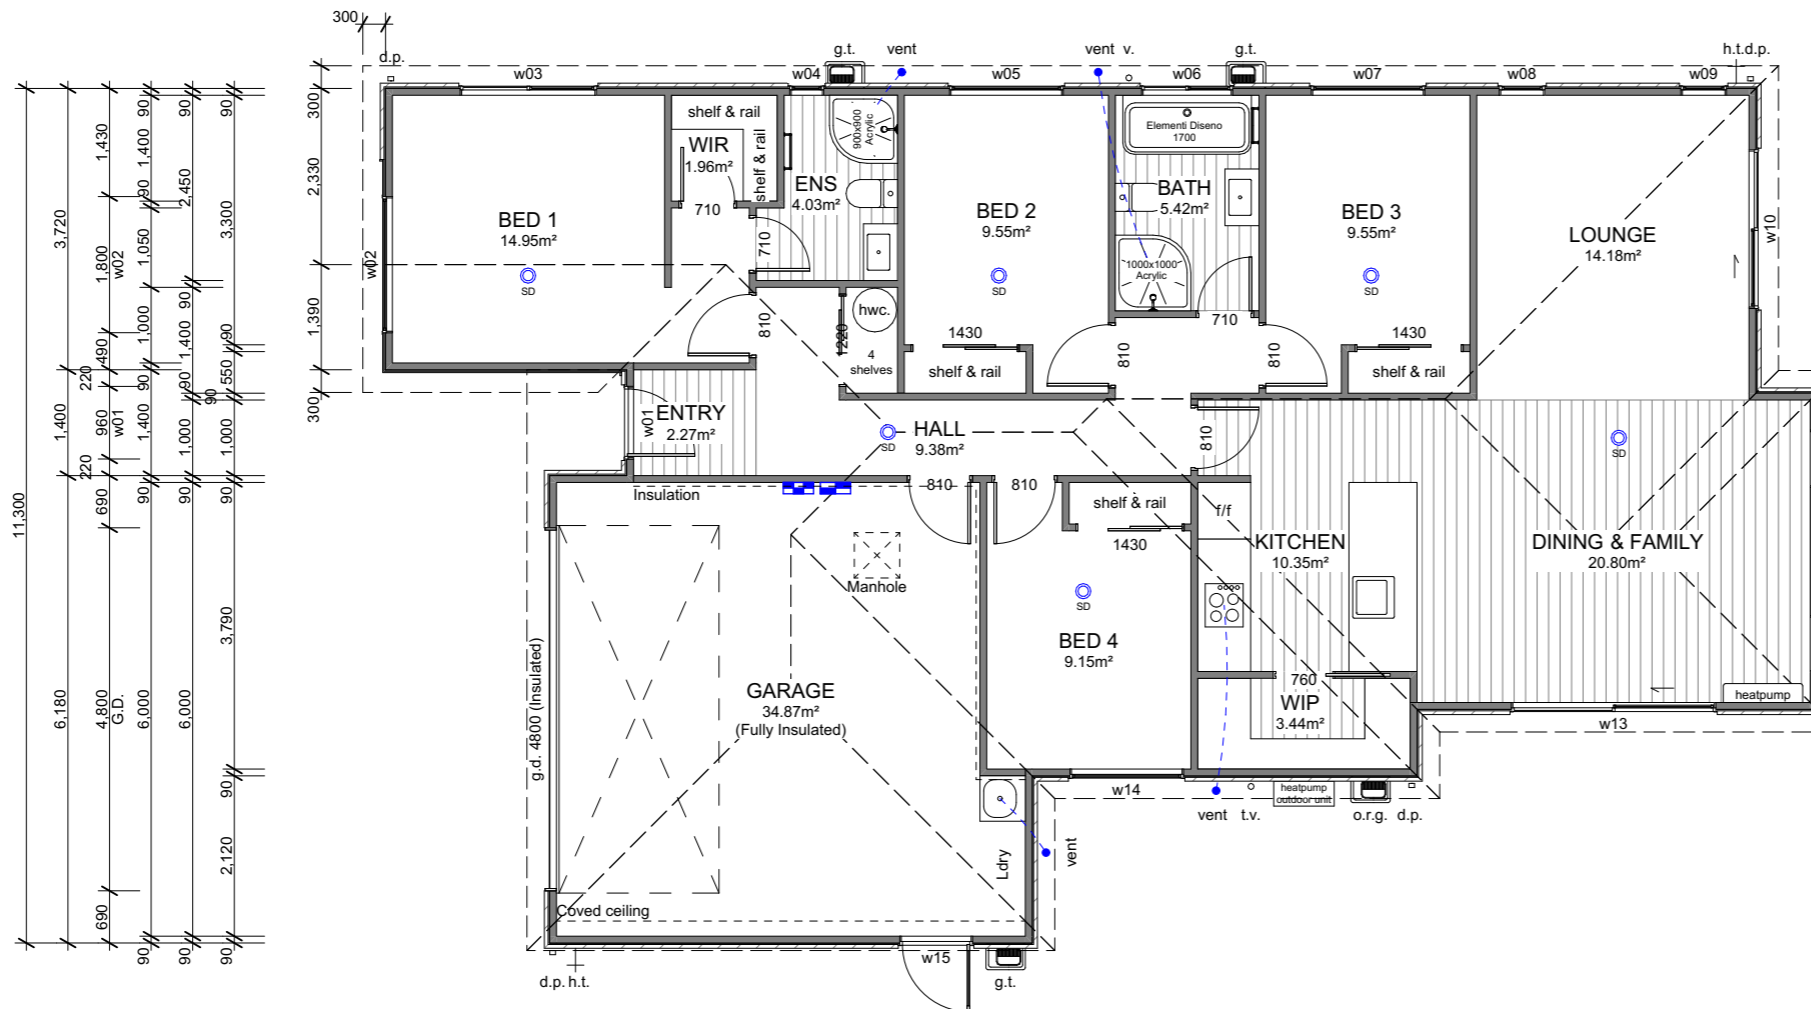 300
d.p.
w03
w04
g.t.
vent
w05
vent
v.
w06
g.t.
w07
w08
w09
h.t.d.p.
11,300
3,720
1,400
6,180
1,430
1,800
w02
490
220
960
w01
220
690
4,800
G.D.
690
90
1,400
90
1,050
1,000
90
1,400
90
6,000
90
90
2,450
90
1,400
90
1,000
90
6,000
90
90
3,300
90
550
90
1,000
90
3,790
90
2,120
90
300
2,330
1,390
300
w02
BED 1
14.95m²
SD
shelf & rail
WIR
1.96m²
shelf & rail
710
900x900
Acrylic
ENS
4.03m²
710
810
1220
hwc.
4
shelves
BED 2
9.55m²
SD
1430
shelf & rail
810
Elementi Diseno
1700
BATH
5.42m²
1000x1000
Acrylic
710
810
BED 3
9.55m²
SD
1430
shelf & rail
LOUNGE
14.18m²
w10
w01
ENTRY
2.27m²
HALL
9.38m²
SD
810
SD
Insulation
810
810
Manhole
g.d. 4800 (Insulated)
GARAGE
34.87m²
(Fully Insulated)
Coved ceiling
Ldry
vent
w15
d.p. h.t.
g.t.
shelf & rail
1430
SD
BED 4
9.15m²
w14
f/f
KITCHEN
10.35m²
760
WIP
3.44m²
DINING & FAMILY
20.80m²
heatpump
w13
vent
t.v.
heatpump
outdoor unit
o.r.g.
d.p.